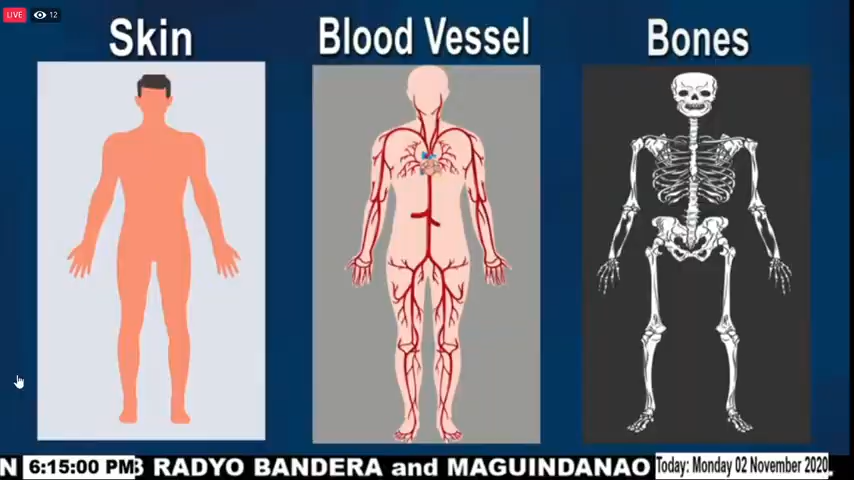 LIVE 12
Skin Blood Vessel Bones
N 6:15:00 PM RADYO BANDERA and MAGUINDANAO Today: Monday 02 November 2020